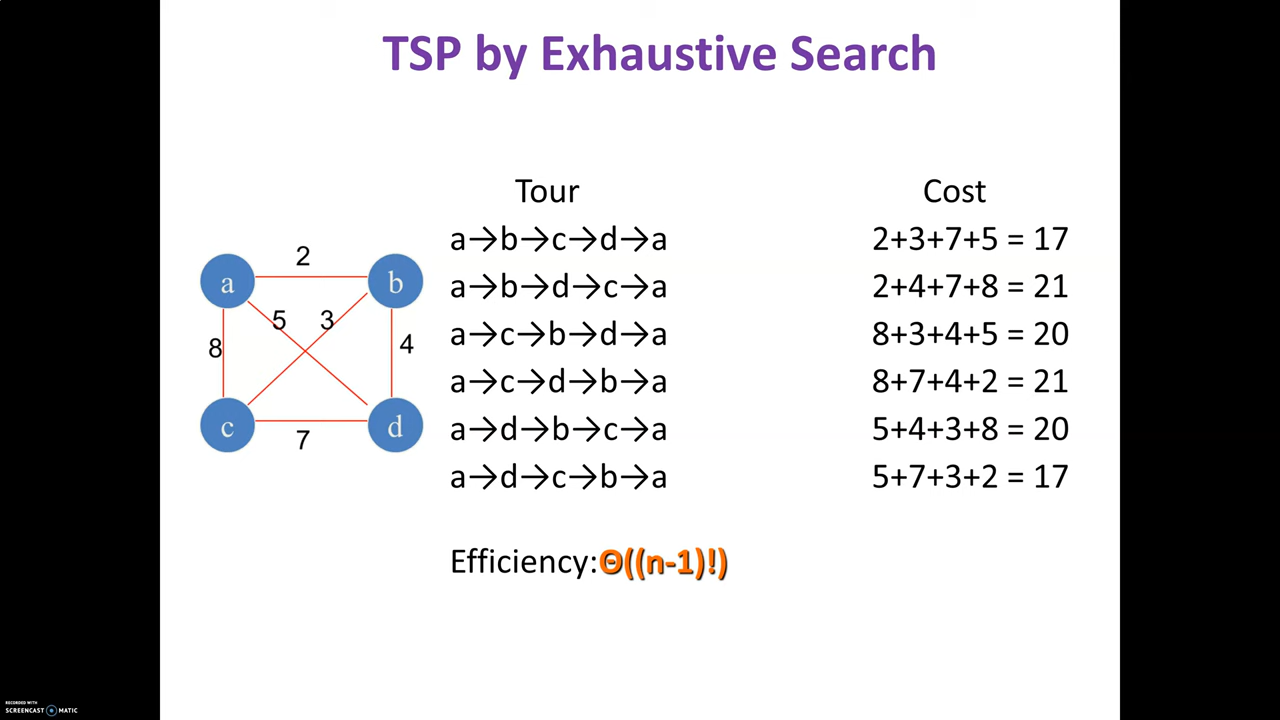 TSP by Exhaustive Search
Tour Cost
a→b→c→d→a 2+3+7+5 = 17
a→b→d→c→a 2+4+7+8 = 21
a→c→b→d→a 8+3+4+5 = 20
a→c→d→b→a 8+7+4+2 = 21
a→d→b→c→a 5+4+3+8 = 20
a→d→c→b→a 5+7+3+2 = 17
2
a b
5 3
8 4
c d
7
Efficiency:Θ((n-1)!)
RECORDED WITH
SCREENCAST MATIC